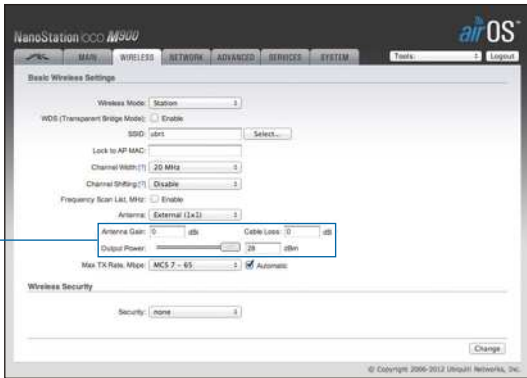 NanoStation loco M900
airOS
MAIN WIRELESS NETWORK ADVANCED SERVICES SYSTEM Tools: Logout
Basic Wireless Settings
Wireless Mode: Station
WDS (Transparent Bridge Mode): Enable
SSID: ubnt Select...
Lock to AP MAC:
Channel Width:[?] 20 MHz
Channel Shifting:[?] Disable
Frequency Scan List, MHz: Enable
Antenna: External (1x1)
Antenna Gain: 0 dBi Cable Loss: 0 dB
Output Power: 28 dBm
Max TX Rate, Mbps: MCS 7 - 65 Automatic
Wireless Security
Security: none
Change
© Copyright 2006-2012 Ubiquiti Networks, Inc.